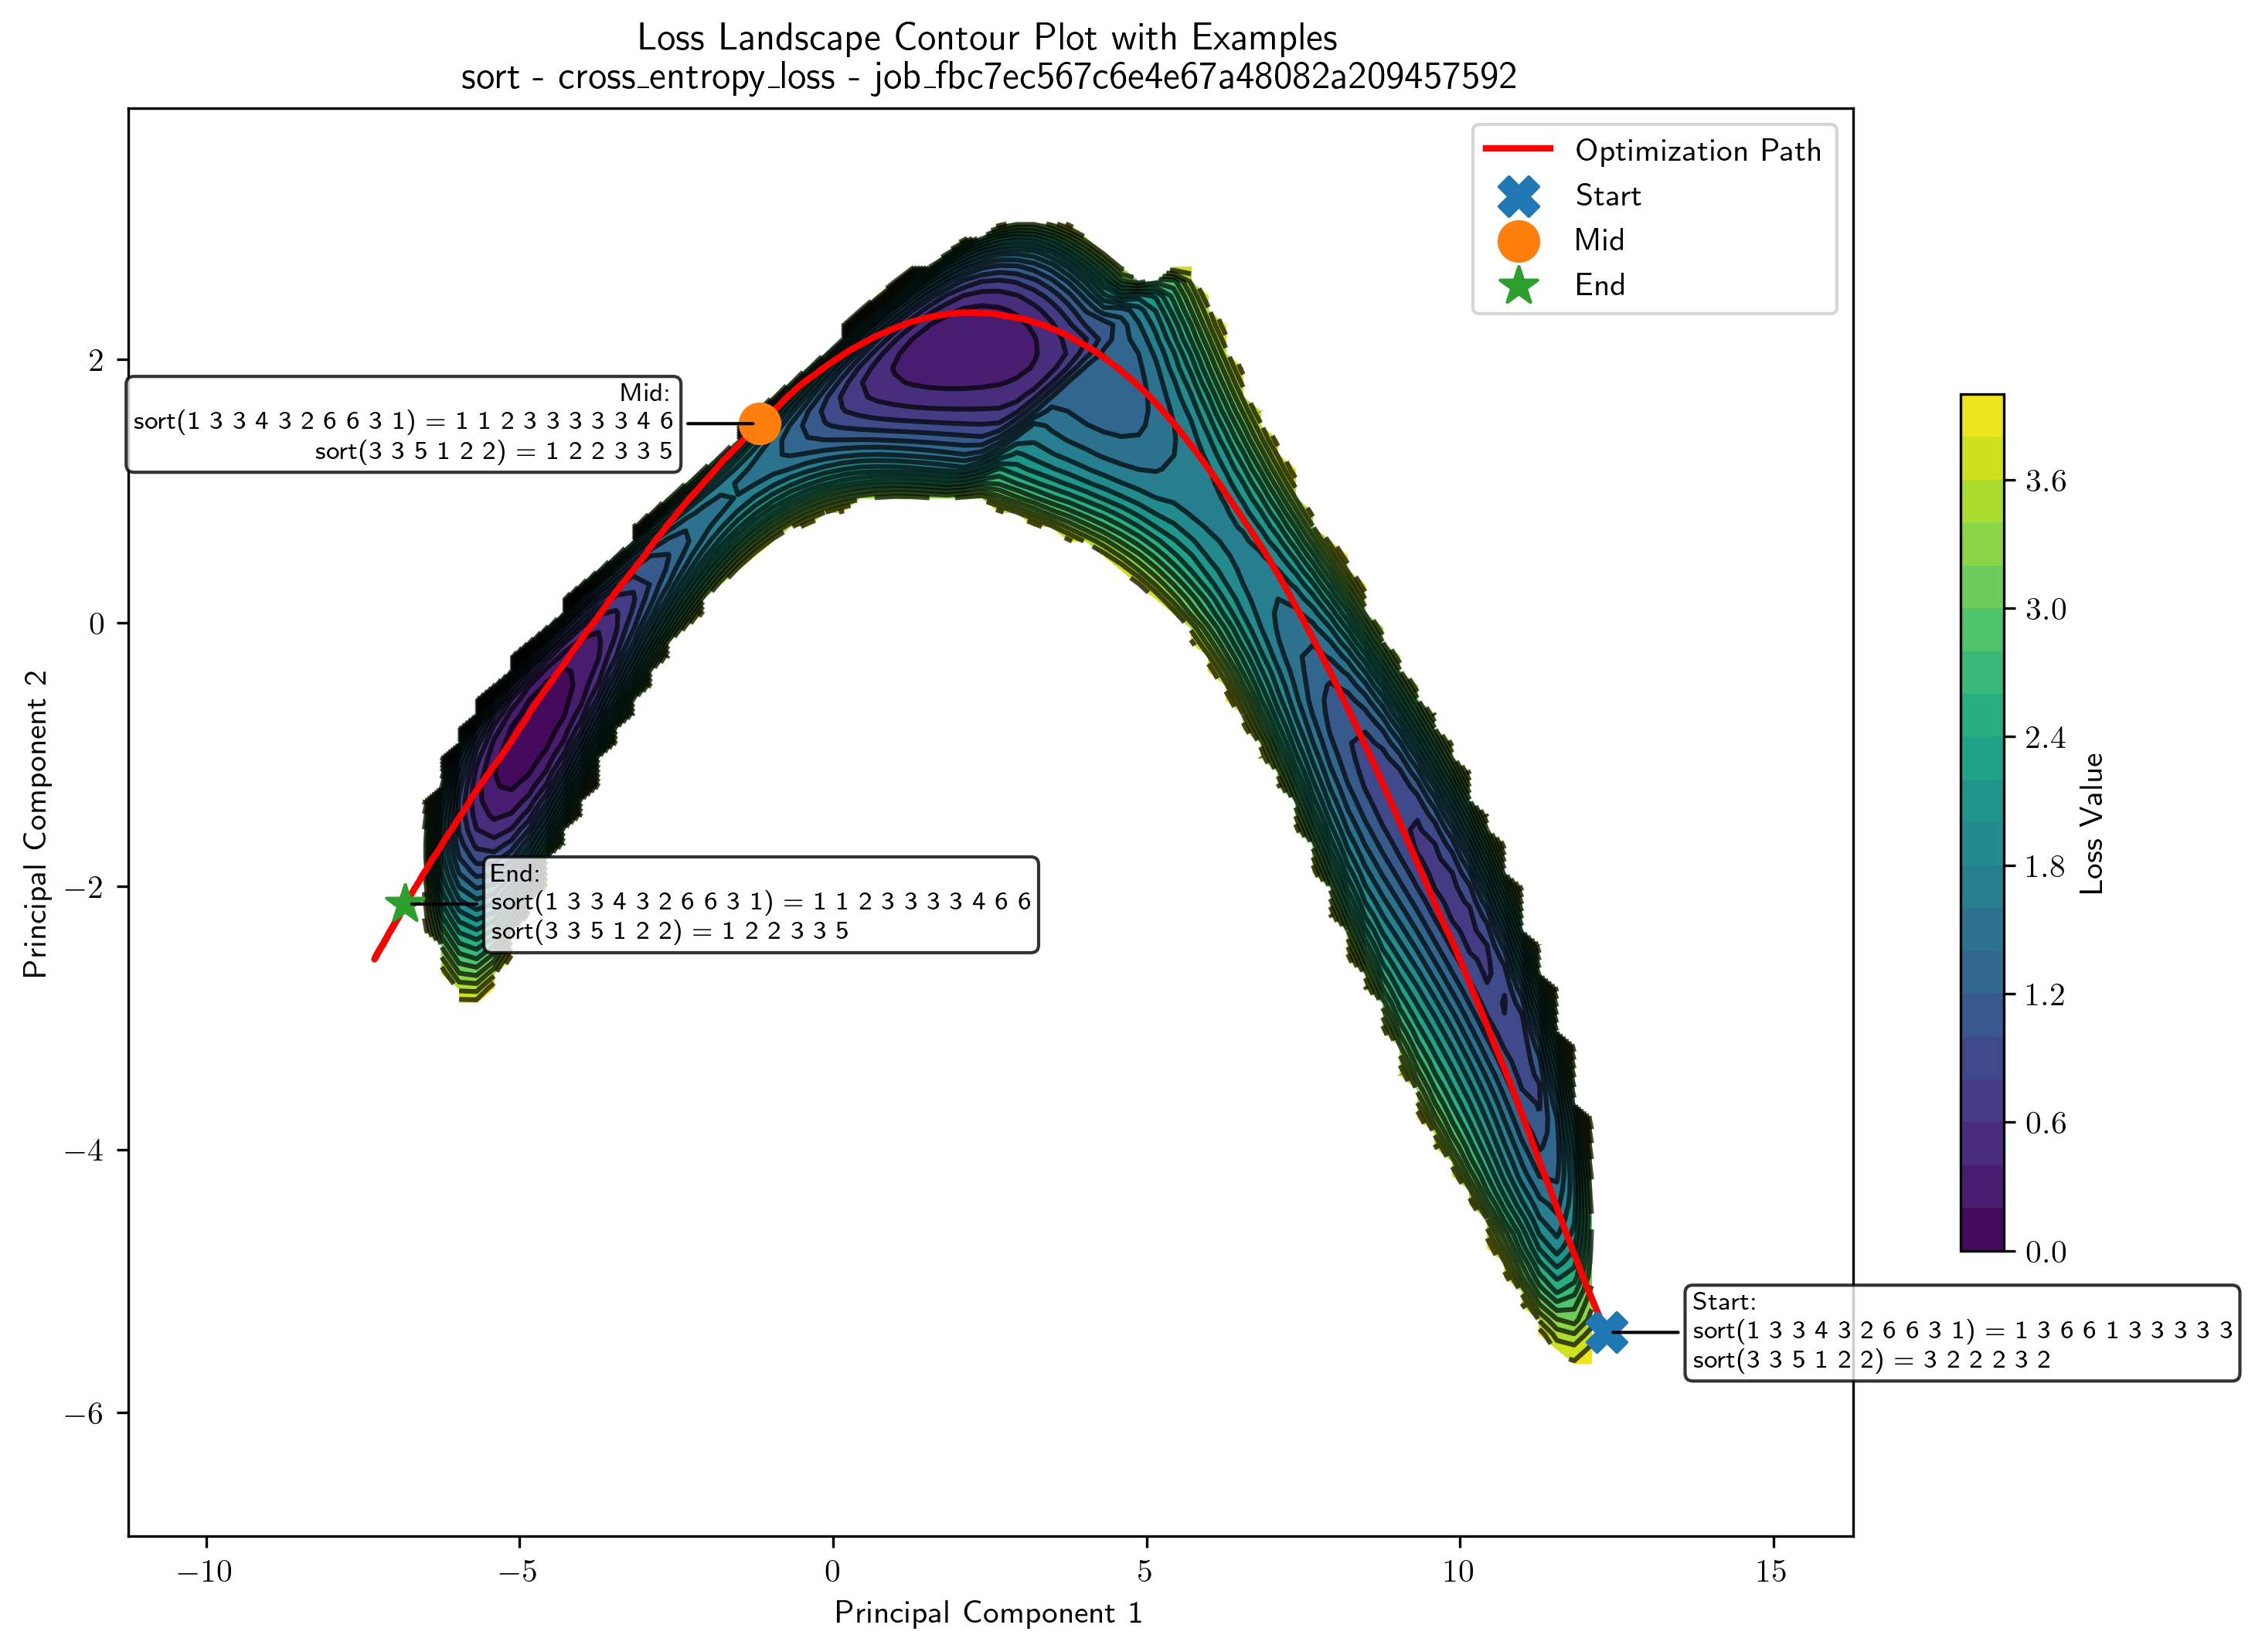 Loss Landscape Contour Plot with Examples
sort - cross_entropy_loss - job_fbc7ec567c6e4e67a48082a209457592
Optimization Path
Start
Mid
End
Mid:
sort(1 3 3 4 3 2 6 6 3 1) = 1 1 2 3 3 3 3 3 4 6
sort(3 3 5 1 2 2) = 1 2 2 3 3 5
End:
sort(1 3 3 4 3 2 6 6 3 1) = 1 1 2 3 3 3 3 4 6 6
sort(3 3 5 1 2 2) = 1 2 2 3 3 5
Start:
sort(1 3 3 4 3 2 6 6 3 1) = 1 3 6 6 1 3 3 3 3 3
sort(3 3 5 1 2 2) = 3 2 2 2 3 2
Principal Component 2
2
0
−2
−4
−6
−10
−5
0
5
10
15
Principal Component 1
3.6
3.0
2.4
1.8
1.2
0.6
0.0
Loss Value